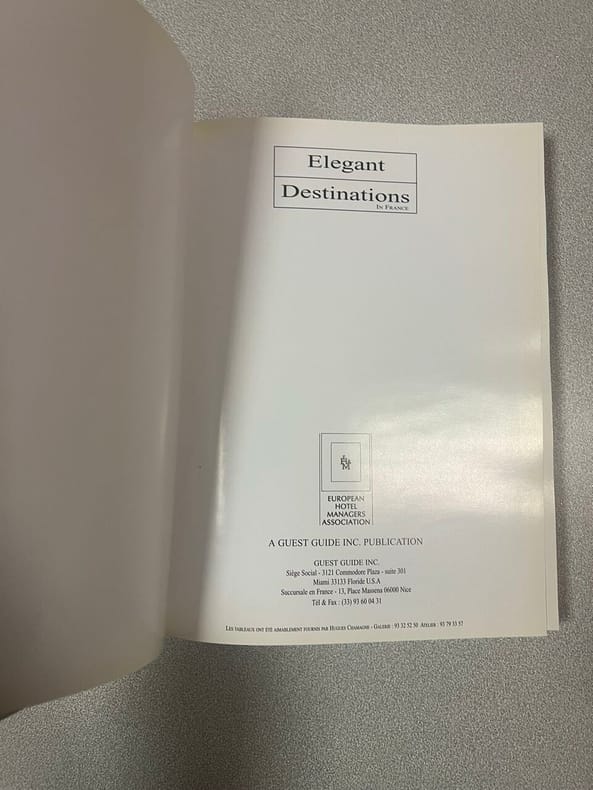 Elegant
Destinations
IN FRANCE
EUROPEAN
HOTEL
MANAGERS
ASSOCIATION
A GUEST GUIDE INC. PUBLICATION
GUEST GUIDE INC.
Siège Social - 3121 Commodore Plaza - suite 301
Miami 33133 Floride U.S.A
Succursale en France - 13, Place Massena 06000 Nice
Tél & Fax : (33) 93 60 04 31
LES TABLEAUX ONT ÉTÉ AIMABLEMENT FOURNIS PAR HUGUES CHAMAGNE - GALERIE : 93 32 52 50 ATELIER : 93 79 33 57